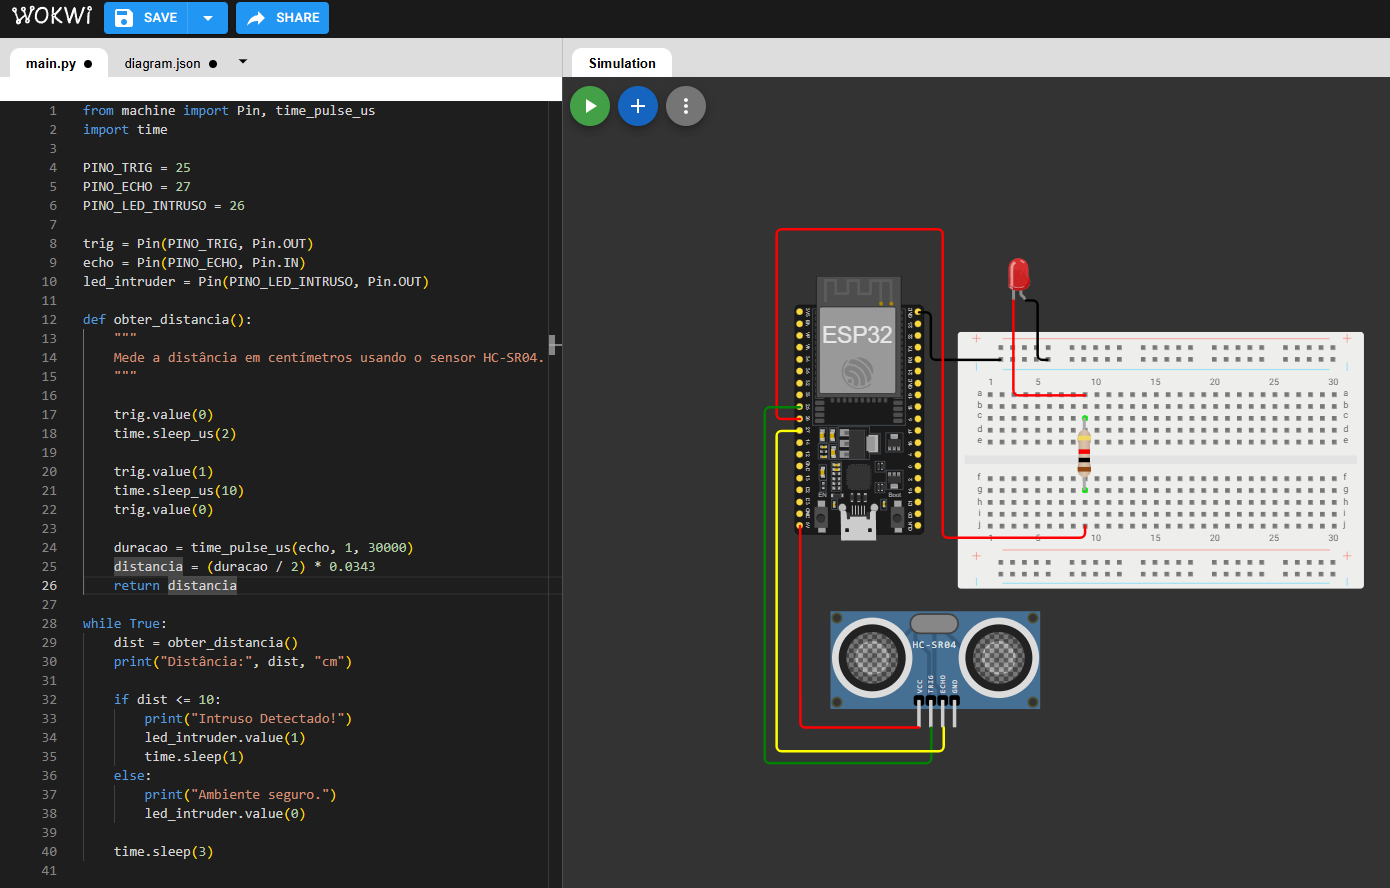 WOKWi
SAVE
SHARE
main.py
diagram.json
Simulation
1 from machine import Pin, time_pulse_us
2 import time
3
4 PINO_TRIG = 25
5 PINO_ECHO = 27
6 PINO_LED_INTRUSO = 26
7
8 trig = Pin(PINO_TRIG, Pin.OUT)
9 echo = Pin(PINO_ECHO, Pin.IN)
10 led_intruder = Pin(PINO_LED_INTRUSO, Pin.OUT)
11
12 def obter_distancia():
13     """
14     Mede a distância em centímetros usando o sensor HC-SR04.
15     """
16
17     trig.value(0)
18     time.sleep_us(2)
19
20     trig.value(1)
21     time.sleep_us(10)
22     trig.value(0)
23
24     duracao = time_pulse_us(echo, 1, 30000)
25     distancia = (duracao / 2) * 0.0343
26     return distancia
27
28 while True:
29     dist = obter_distancia()
30     print("Distância:", dist, "cm")
31
32     if dist <= 10:
33         print("Intruso Detectado!")
34         led_intruder.value(1)
35         time.sleep(1)
36     else:
37         print("Ambiente seguro.")
38         led_intruder.value(0)
39
40     time.sleep(3)
41
ESP32
EN
Boot
1 5 10 15 20 25 30
a a
b b
c c
d d
e e
f f
g g
h h
i i
j j
1 5 10 15 20 25 30
HC-SR04
VCC
TRIG
ECHO
GND